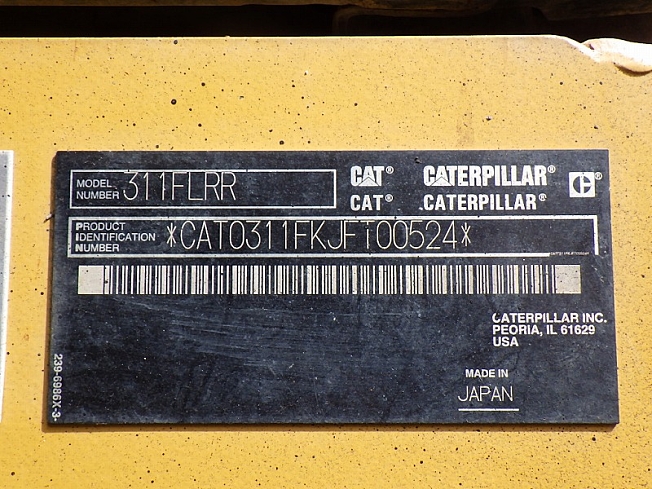 MODEL NUMBER 311FLRR
CAT® CATERPILLAR® C
CAT® CATERPILLAR®
PRODUCT IDENTIFICATION NUMBER *CAT0311FKJFT00524*
CATERPILLAR INC.
PEORIA, IL 61629
USA
MADE IN
JAPAN
239-6986X-3